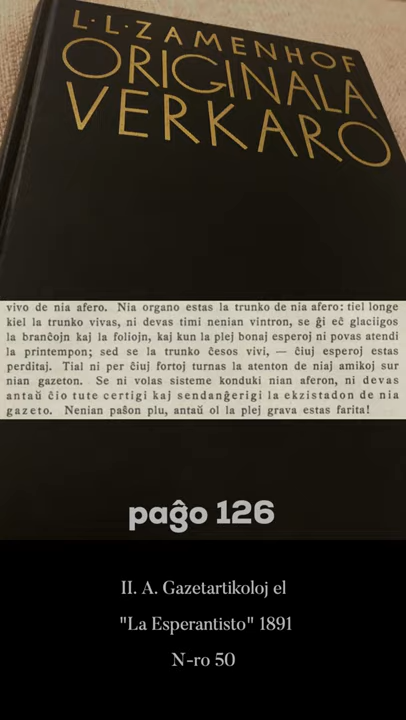 L·L·ZAMENHOF
ORIGINALA
VERKARO
vivo de nia afero. Nia organo estas la trunko de nia afero: tiel longe
kiel la trunko vivas, ni devas timi nenian vintron, se ĝi eĉ glaciigos
la branĉojn kaj la foliojn, kaj kun la plej bonaj esperoj ni povas atendi
la printempon; sed se la trunko ĉesos vivi, — ĉiuj esperoj estas
perditaj. Tial ni per ĉiuj fortoj turnas la atenton de niaj amikoj sur
nian gazeton. Se ni volas sisteme konduki nian aferon, ni devas
antaŭ ĉio tute certigi kaj sendanĝerigi la ekzistadon de nia
gazeto. Nenian paŝon plu, antaŭ ol la plej grava estas farita!
paĝo 126
II. A. Gazetartikoloj el
"La Esperantisto" 1891
N-ro 50